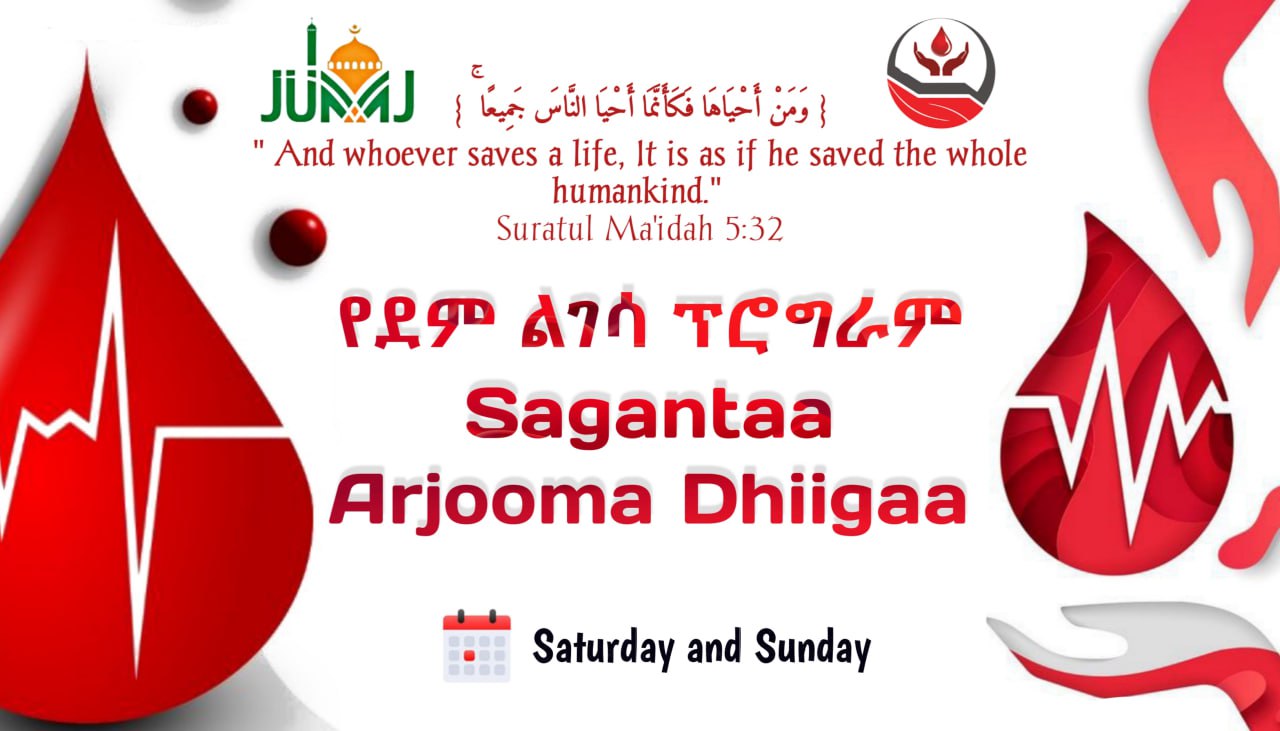 JUMJ
{ وَمَنْ أَحْيَاهَا فَكَأَنَّمَا أَحْيَا النَّاسَ جَمِيعًا ۚ }
" And whoever saves a life, It is as if he saved the whole
humankind."
Suratul Ma'idah 5:32
የደም ልገሳ ፕሮግራም
Sagantaa
Arjooma Dhiigaa
Saturday and Sunday